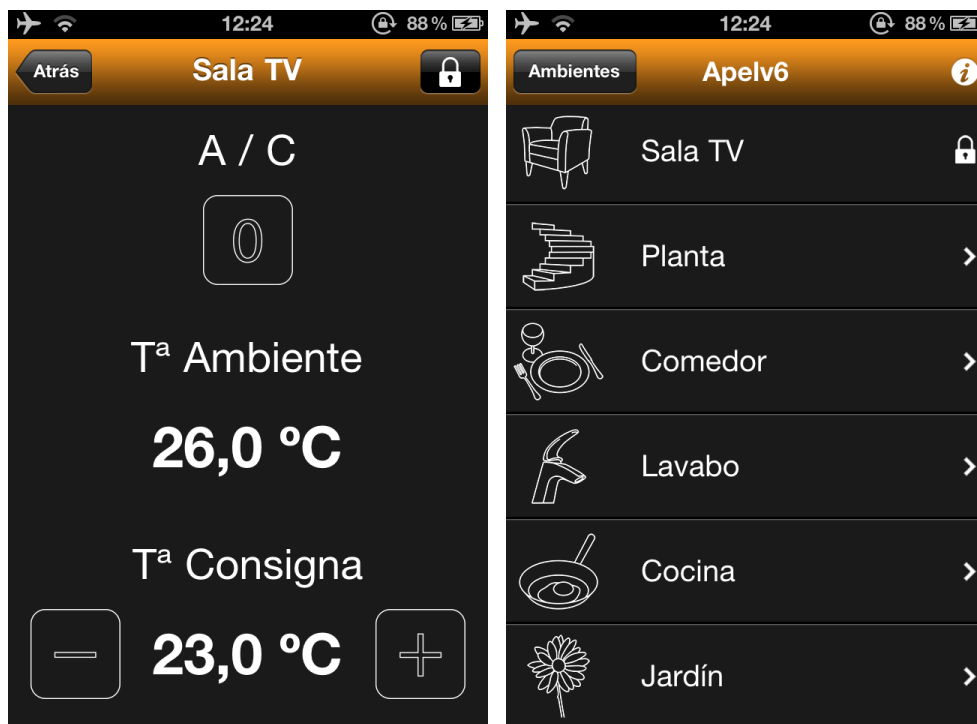 12:24
88 %
Atrás
Sala TV
A / C
0
Tª Ambiente
26,0 ºC
Tª Consigna
23,0 ºC
12:24
88 %
Ambientes
Apelv6
i
Sala TV
Planta
Comedor
Lavabo
Cocina
Jardín